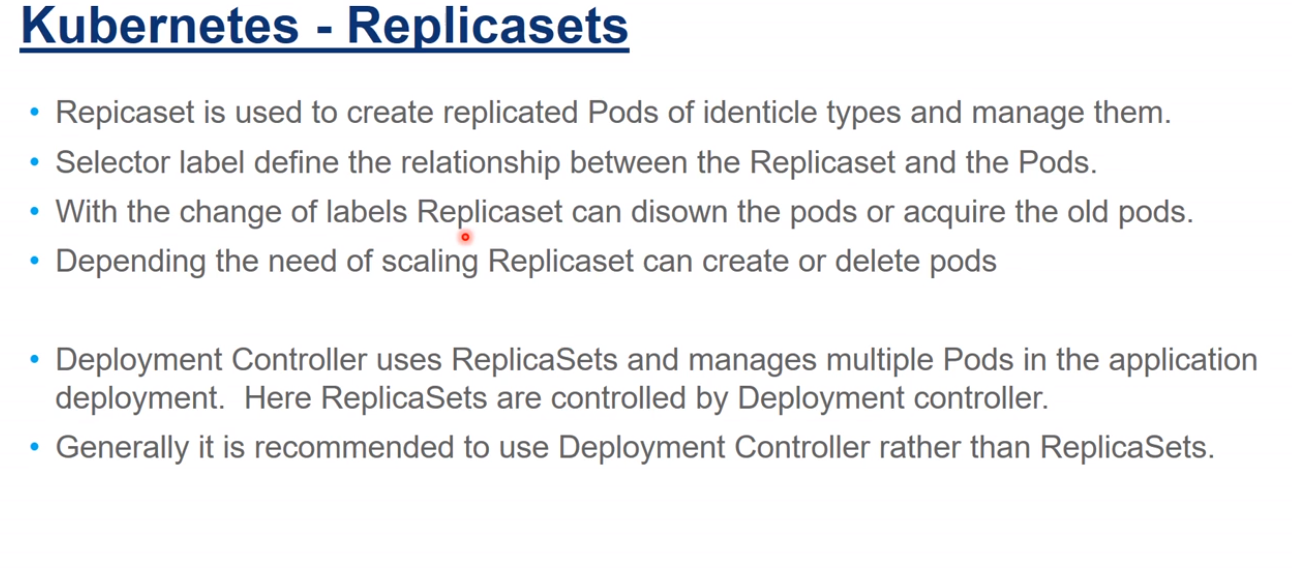 Kubernetes - Replicasets
• Repicaset is used to create replicated Pods of identicle types and manage them.
• Selector label define the relationship between the Replicaset and the Pods.
• With the change of labels Replicaset can disown the pods or acquire the old pods.
• Depending the need of scaling Replicaset can create or delete pods
• Deployment Controller uses ReplicaSets and manages multiple Pods in the application
deployment.  Here ReplicaSets are controlled by Deployment controller.
• Generally it is recommended to use Deployment Controller rather than ReplicaSets.